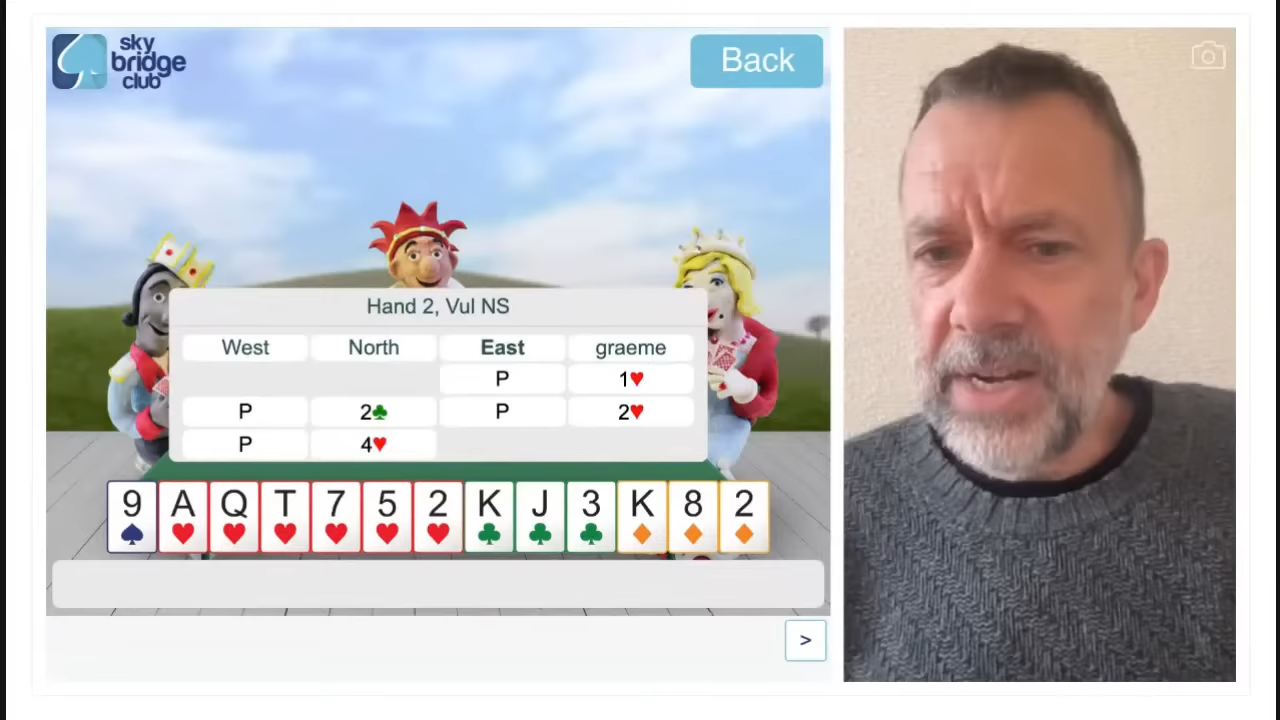 sky
bridge
club
Back
Hand 2, Vul NS
West North East graeme
P 1♥
P 2♣ P 2♥
P 4♥
9 A Q T 7 5 2 K J 3 K 8 2
>